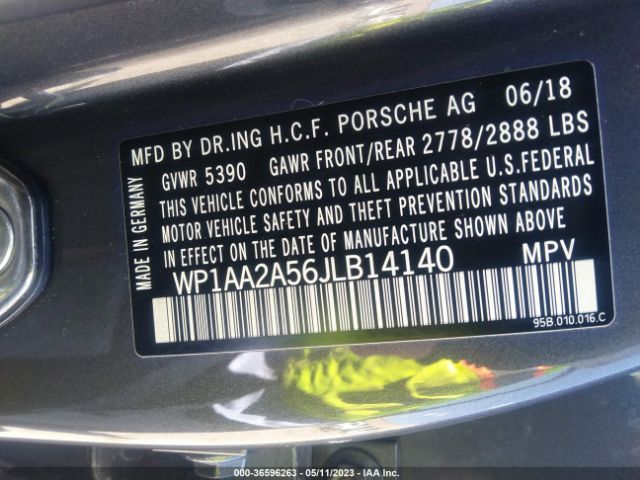 MFD BY DR.ING H.C.F. PORSCHE AG 06/18
GVWR 5390 GAWR FRONT/REAR 2778/2888 LBS
THIS VEHICLE CONFORMS TO ALL APPLICABLE U.S.FEDERAL
MOTOR VEHICLE SAFETY AND THEFT PREVENTION STANDARDS
IN EFFECT ON THE DATE OF MANUFACTURE SHOWN ABOVE
WP1AA2A56JLB14140 MPV
95B.010.016.C
MADE IN GERMANY
000-36596263 - 05/11/2023 - IAA Inc.